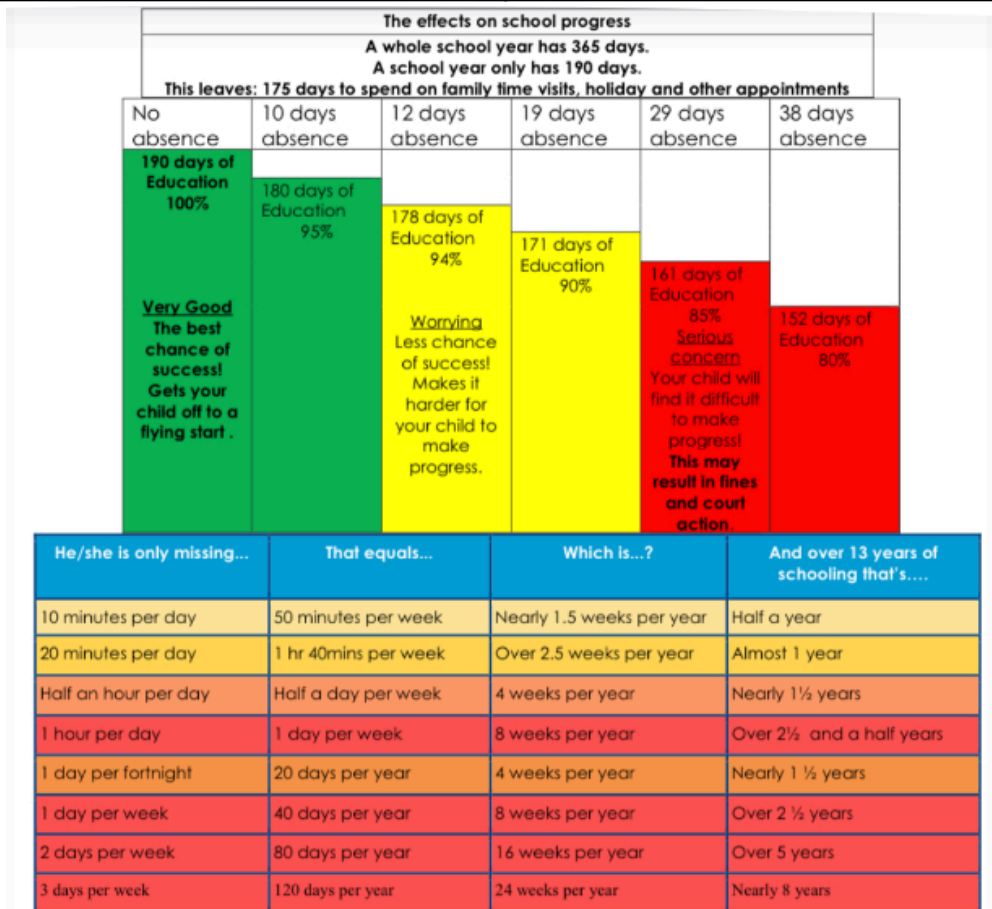 The effects on school progress
A whole school year has 365 days.
A school year only has 190 days.
This leaves: 175 days to spend on family time visits, holiday and other appointments
No
absence
10 days
absence
12 days
absence
19 days
absence
29 days
absence
38 days
absence
190 days of
Education
100%
Very Good
The best
chance of
success!
Gets your
child off to a
flying start .
180 days of
Education
95%
178 days of
Education
94%
Worrying
Less chance
of success!
Makes it
harder for
your child to
make
progress.
171 days of
Education
90%
161 days of
Education
85%
Serious
concern
Your child will
find it difficult
to make
progress!
This may
result in fines
and court
action.
152 days of
Education
80%
He/she is only missing...
That equals...
Which is...?
And over 13 years of
schooling that's....
10 minutes per day
50 minutes per week
Nearly 1.5 weeks per year
Half a year
20 minutes per day
1 hr 40mins per week
Over 2.5 weeks per year
Almost 1 year
Half an hour per day
Half a day per week
4 weeks per year
Nearly 1½ years
1 hour per day
1 day per week
8 weeks per year
Over 2½ and a half years
1 day per fortnight
20 days per year
4 weeks per year
Nearly 1 ½ years
1 day per week
40 days per year
8 weeks per year
Over 2 ½ years
2 days per week
80 days per year
16 weeks per year
Over 5 years
3 days per week
120 days per year
24 weeks per year
Nearly 8 years